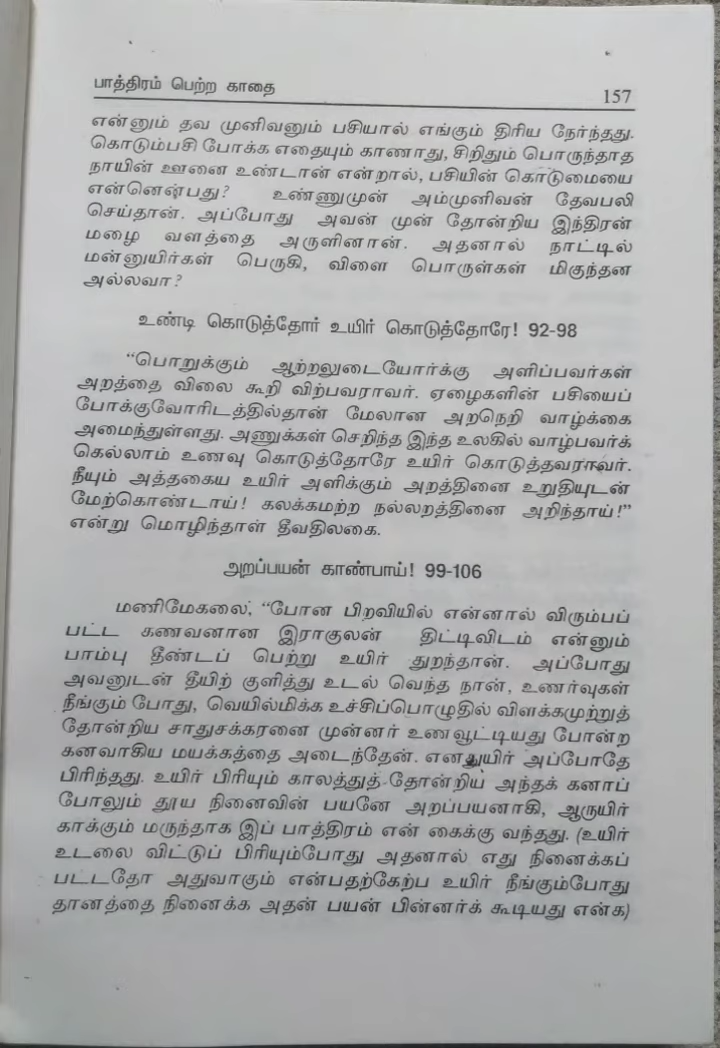 பாத்திரம் பெற்ற காதை
157
என்னும் தவ முனிவனும் பசியால் எங்கும் திரிய நேர்ந்தது.
கொடும்பசி போக்க எதையும் காணாது, சிறிதும் பொருந்தாத
நாயின் ஊனை உண்டான் என்றால், பசியின் கொடுமையை
என்னென்பது? உண்ணுமுன் அம்முனிவன் தேவபலி
செய்தான். அப்போது அவன் முன் தோன்றிய இந்திரன்
மழை வளத்தை அருளினான். அதனால் நாட்டில்
மன்னுயிர்கள் பெருகி, விளை பொருள்கள் மிகுந்தன
அல்லவா?
உண்டி கொடுத்தோர் உயிர் கொடுத்தோரே! 92-98
“பொறுக்கும் ஆற்றலுடையோர்க்கு அளிப்பவர்கள்
அறத்தை விலை கூறி விற்பவராவர். ஏழைகளின் பசியைப்
போக்குவோரிடத்தில்தான் மேலான அறநெறி வாழ்க்கை
அமைந்துள்ளது. அணுக்கள் செறிந்த இந்த உலகில் வாழ்பவர்க்
கெல்லாம் உணவு கொடுத்தோரே உயிர் கொடுத்தவராவர்.
நீயும் அத்தகைய உயிர் அளிக்கும் அறத்தினை உறுதியுடன்
மேற்கொண்டாய்! கலக்கமற்ற நல்லறத்தினை அறிந்தாய்!”
என்று மொழிந்தாள் தீவதிலகை.
அறப்பயன் காண்பாய்! 99-106
மணிமேகலை, “போன பிறவியில் என்னால் விரும்பப்
பட்ட கணவனான இராகுலன் திட்டிவிடம் என்னும்
பாம்பு தீண்டப் பெற்று உயிர் துறந்தான். அப்போது
அவனுடன் தீயிற் குளித்து உடல் வெந்த நான், உணர்வுகள்
நீங்கும் போது, வெயில்மிக்க உச்சிப்பொழுதில் விளக்கமுற்றுத்
தோன்றிய சாதுசக்கரனை முன்னர் உணவூட்டியது போன்ற
கனவாகிய மயக்கத்தை அடைந்தேன். எனதுயிர் அப்போதே
பிரிந்தது. உயிர் பிரியும் காலத்துத் தோன்றிய அந்தக் கனாப்
போலும் தூய நினைவின் பயனே அறப்பயனாகி, ஆருயிர்
காக்கும் மருந்தாக இப் பாத்திரம் என் கைக்கு வந்தது. (உயிர்
உடலை விட்டுப் பிரியும்போது அதனால் எது நினைக்கப்
பட்டதோ அதுவாகும் என்பதற்கேற்ப உயிர் நீங்கும்போது
தானத்தை நினைக்க அதன் பயன் பின்னர்க் கூடியது என்க)